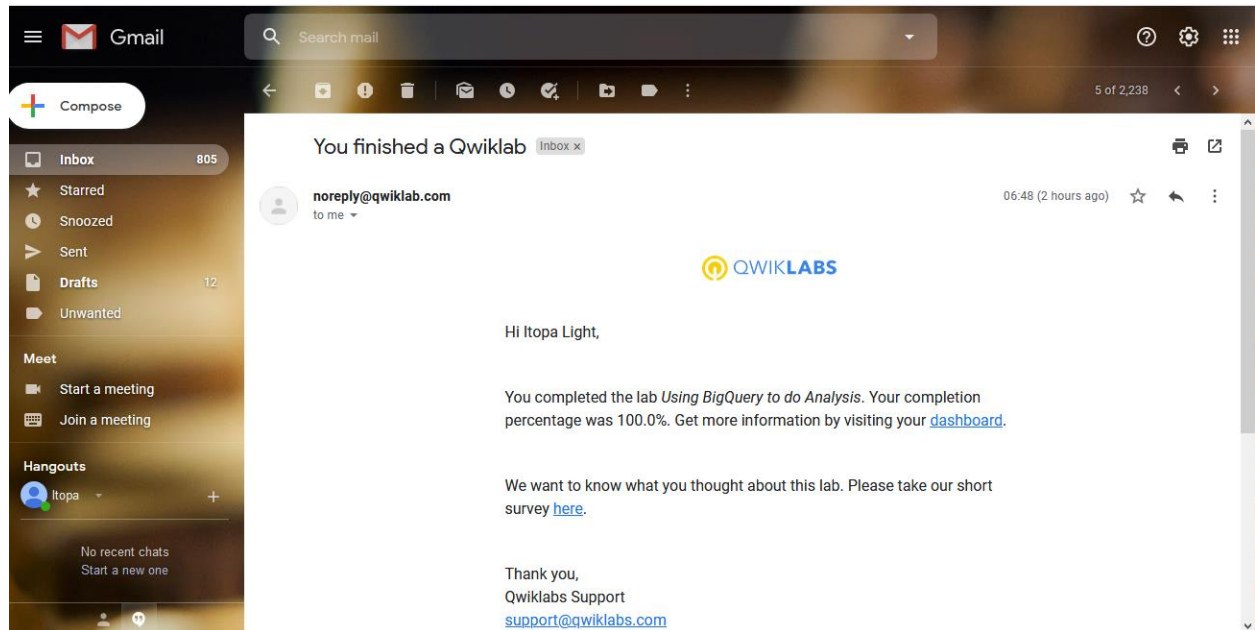 Gmail
Search mail
Compose
5 of 2,238
Inbox 805
Starred
Snoozed
Sent
Drafts 12
Unwanted
Meet
Start a meeting
Join a meeting
Hangouts
Itopa
No recent chats
Start a new one
You finished a Qwiklab Inbox x
noreply@qwiklab.com 06:48 (2 hours ago)
to me
QWIKLABS
Hi Itopa Light,
You completed the lab Using BigQuery to do Analysis. Your completion
percentage was 100.0%. Get more information by visiting your dashboard.
We want to know what you thought about this lab. Please take our short
survey here.
Thank you,
Qwiklabs Support
support@qwiklabs.com